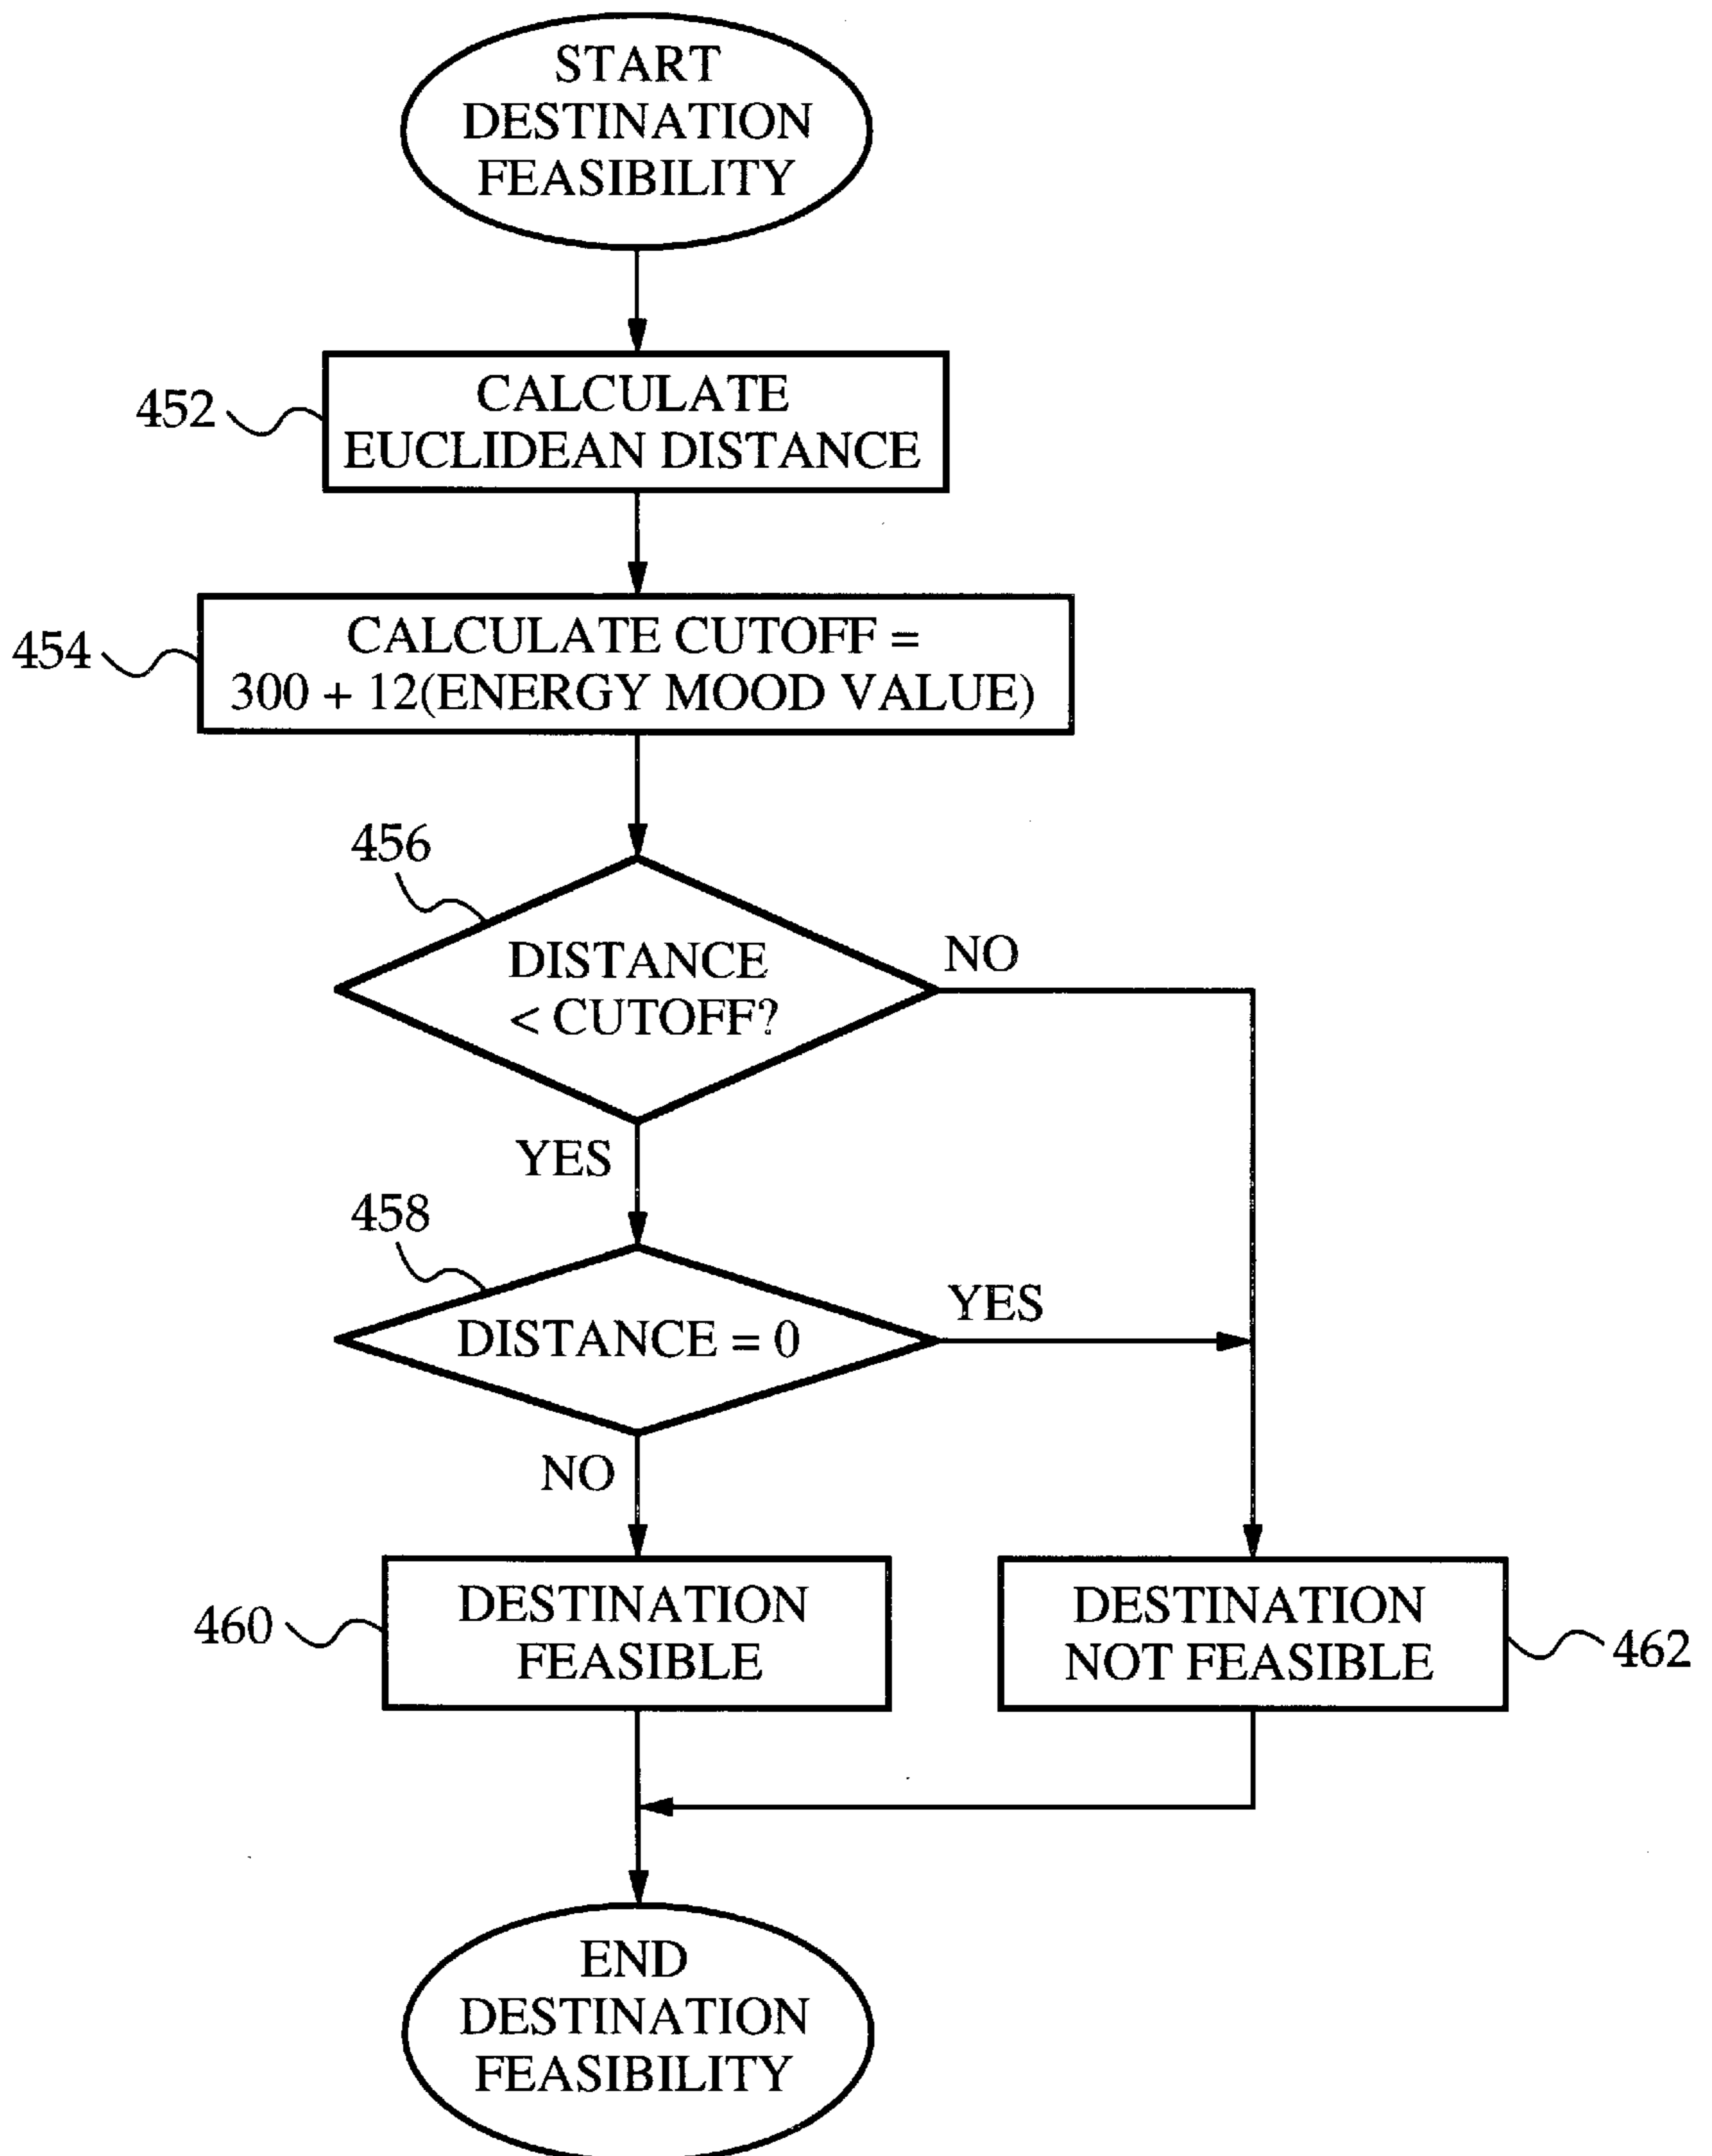 START
DESTINATION
FEASIBILITY
452
CALCULATE
EUCLIDEAN DISTANCE
454
CALCULATE CUTOFF =
300 + 12(ENERGY MOOD VALUE)
456
DISTANCE
< CUTOFF?
NO
YES
458
DISTANCE = 0
YES
NO
460
DESTINATION
FEASIBLE
DESTINATION
NOT FEASIBLE
462
END
DESTINATION
FEASIBILITY